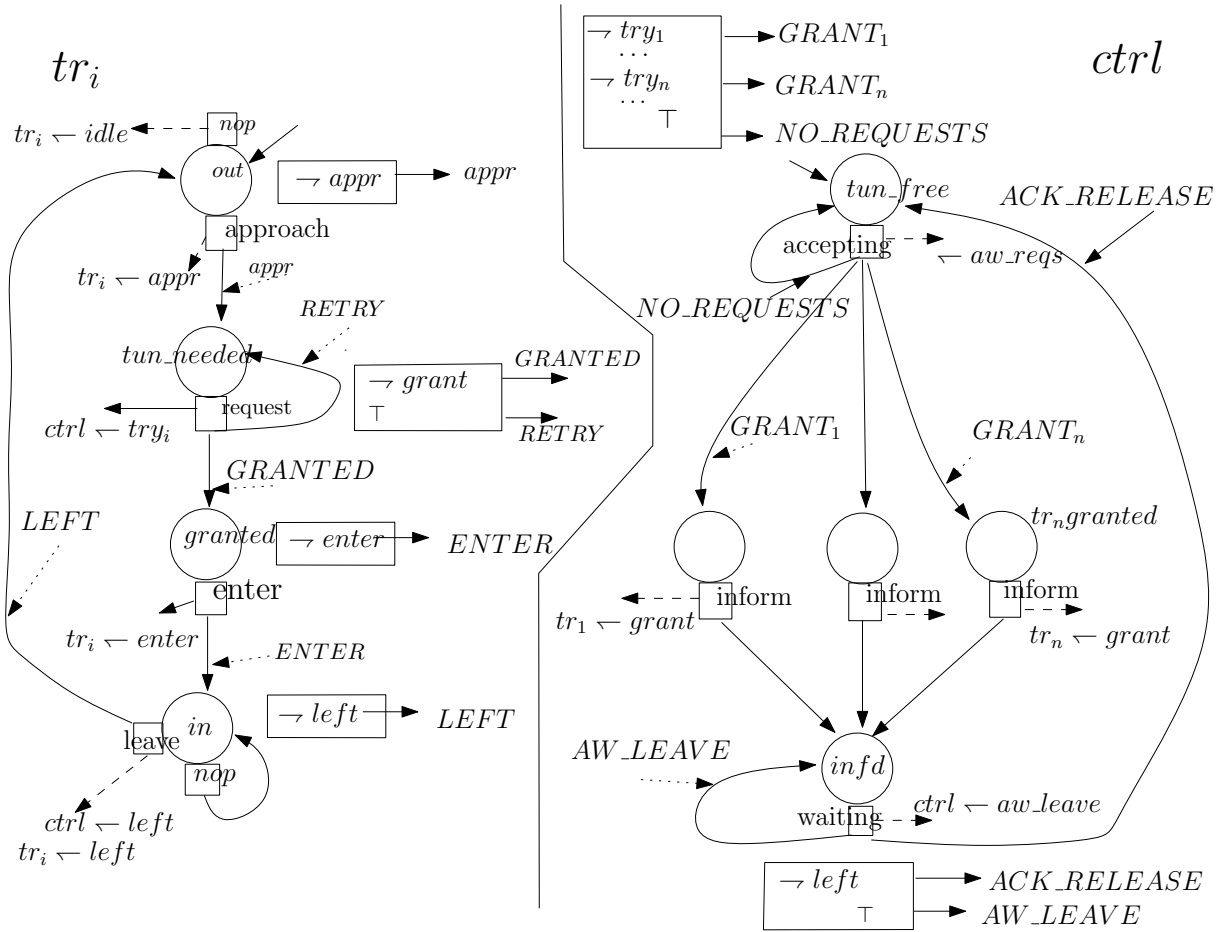 tr_i
nop
tr_i ↽ idle
out
⇁ appr
appr
approach
tr_i ↽ appr
appr
RETRY
tun_needed
⇁ grant
⊤
GRANTED
RETRY
request
ctrl ↽ try_i
GRANTED
LEFT
granted
⇁ enter
ENTER
enter
tr_i ↽ enter
ENTER
in
⇁ left
LEFT
leave
nop
ctrl ↽ left
tr_i ↽ left
ctrl
⇁ try_1
...
⇁ try_n
...
⊤
GRANT_1
GRANT_n
NO_REQUESTS
tun_free
ACK_RELEASE
accepting
↽ aw_reqs
NO_REQUESTS
GRANT_1
GRANT_n
tr_n granted
inform
inform
inform
tr_1 ↽ grant
tr_n ↽ grant
AW_LEAVE
infd
ctrl ↽ aw_leave
waiting
⇁ left
⊤
ACK_RELEASE
AW_LEAVE